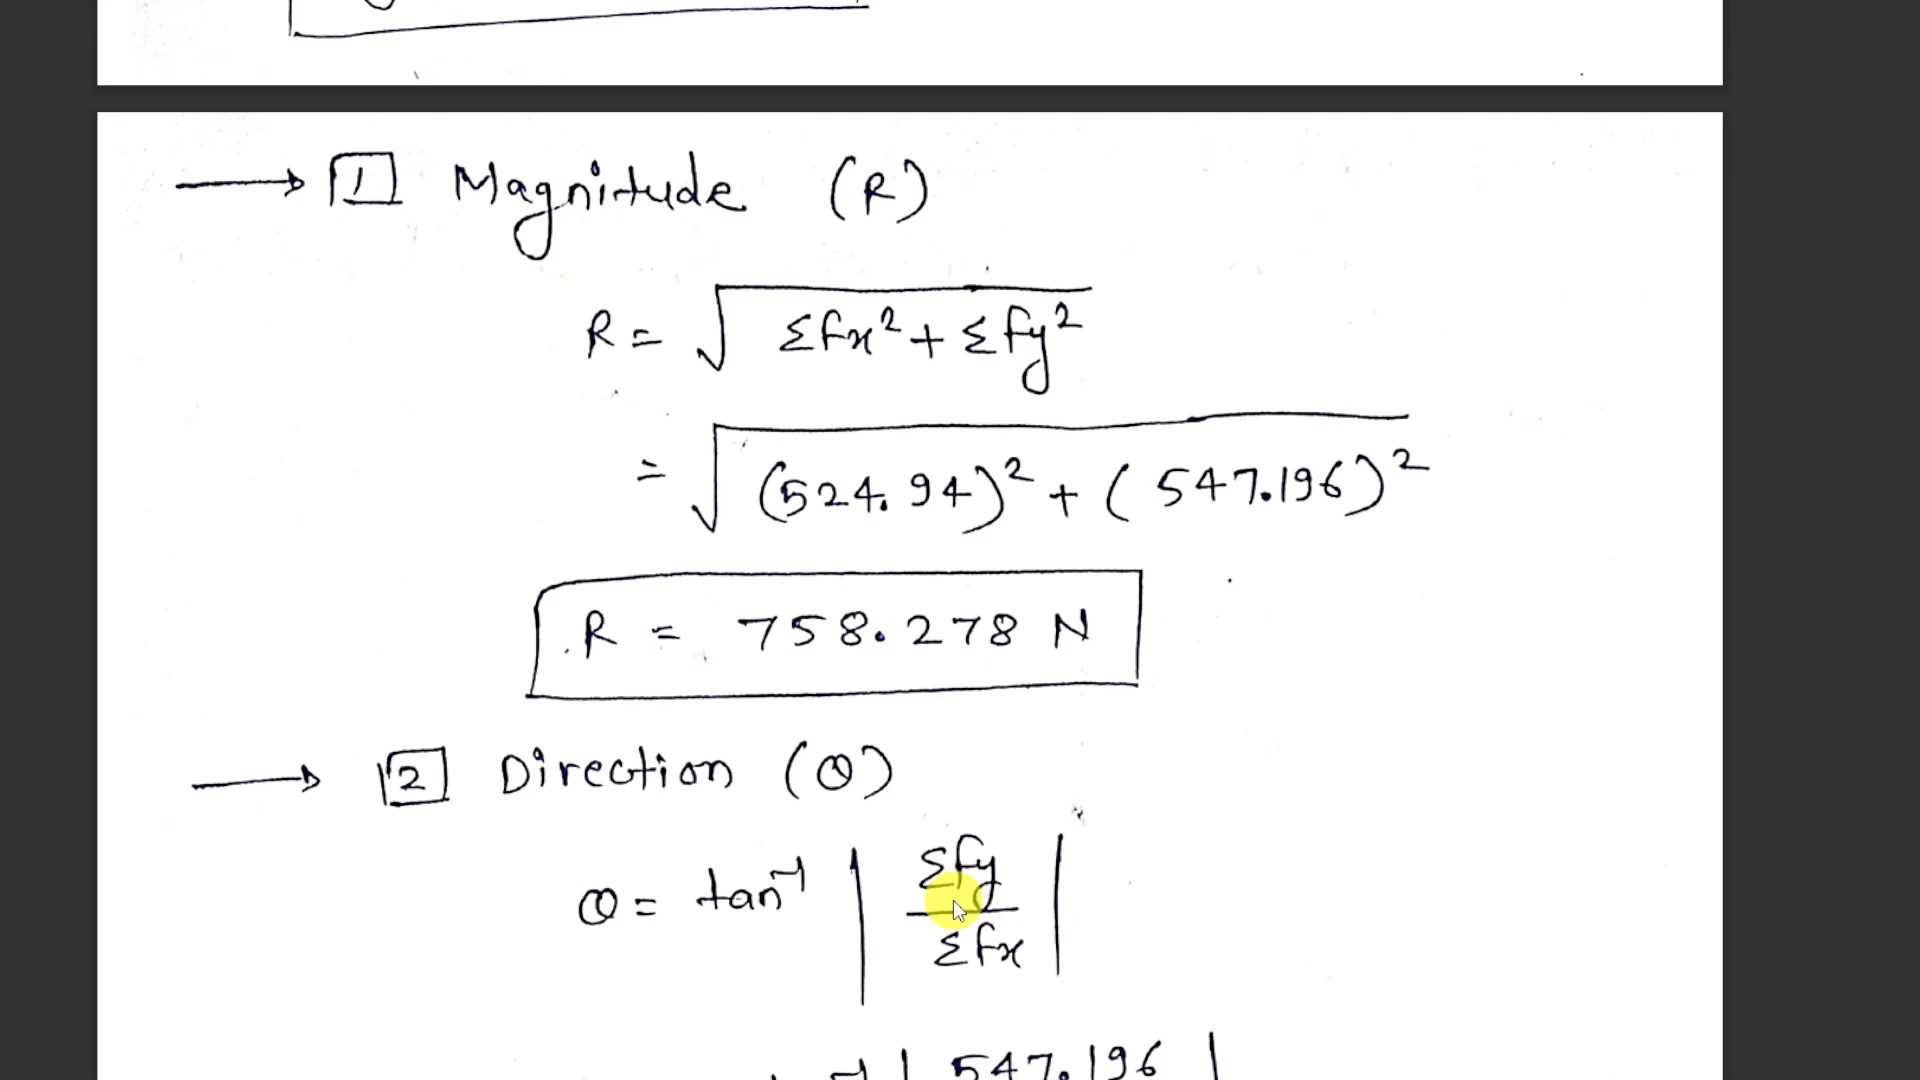 → 1 Magnitude (R)
R = √ Σfx² + Σfy²
= √ (524.94)² + (547.196)²
R = 758.278 N
→ 2 Direction (θ)
θ = tan⁻¹ | Σfy / Σfx |
547.196 |